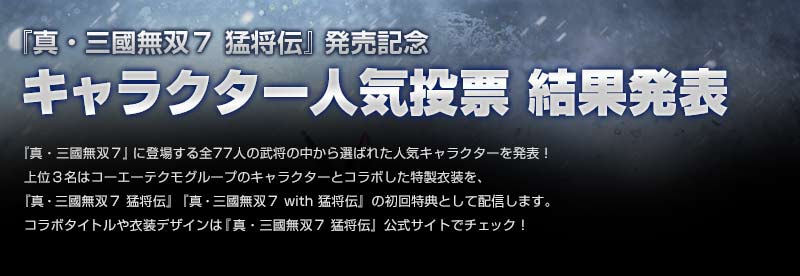 『真・三國無双７ 猛将伝』 発売記念
キャラクター人気投票 結果発表
『真・三國無双７』に登場する全77人の武将の中から選ばれた人気キャラクターを発表！
上位３名はコーエーテクモグループのキャラクターとコラボした特製衣装を、
『真・三國無双７ 猛将伝』『真・三國無双７ with 猛将伝』の初回特典として配信します。
コラボタイトルや衣装デザインは『真・三國無双７ 猛将伝』公式サイトでチェック！